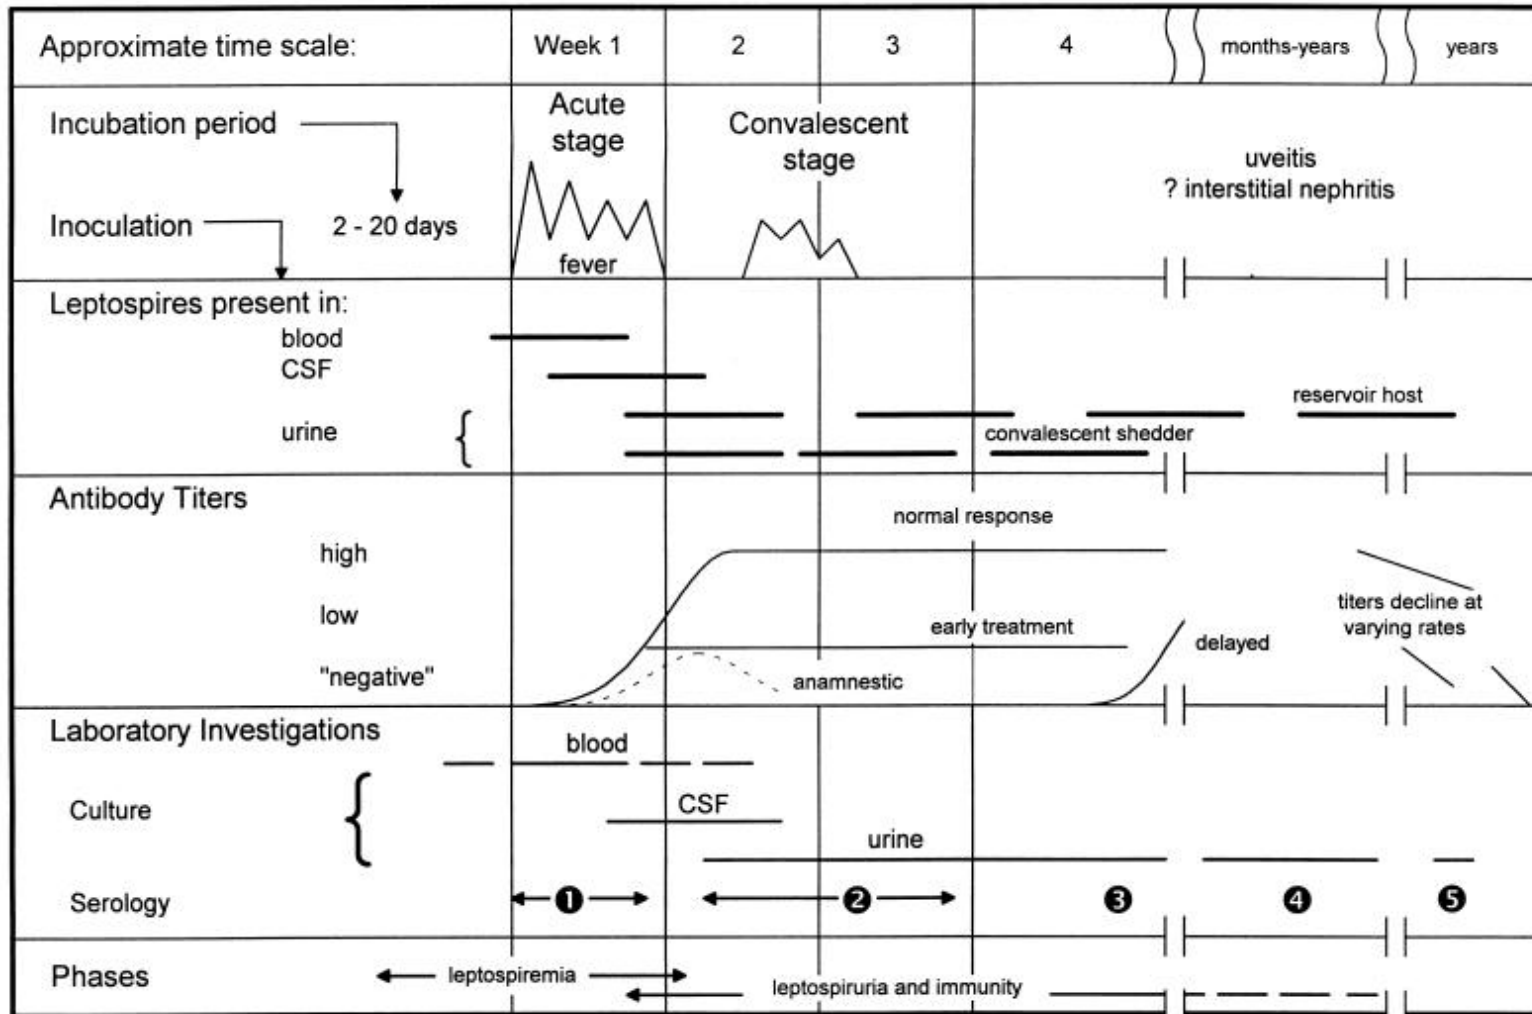 Approximate time scale: Week 1 2 3 4 months-years years
Incubation period
Acute
stage
Convalescent
stage
uveitis
? interstitial nephritis
Inoculation 2 - 20 days
fever
Leptospires present in:
blood
CSF
reservoir host
urine {
convalescent shedder
Antibody Titers
normal response
high
titers decline at
varying rates
low
early treatment
delayed
"negative"
anamnestic
Laboratory Investigations
blood
Culture {
CSF
urine
Serology ❶ ❷ ❸ ❹ ❺
Phases leptospiremia
leptospiruria and immunity